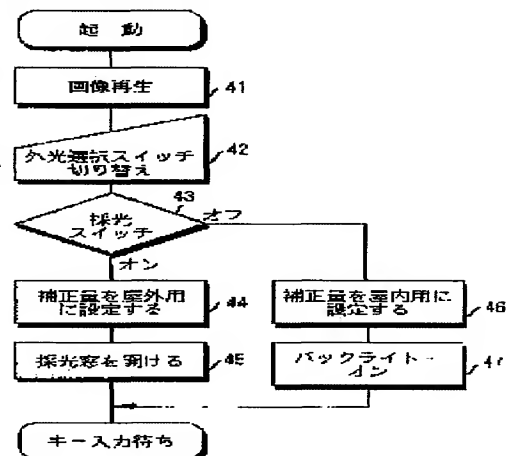 起 動
画像再生
41
外光選択スイッチ
切り替え
42
採光
スイッチ
43
オフ
オン
補正量を屋外用
に設定する
44
補正量を屋内用に
設定する
46
採光窓を開ける
45
バックライト・
オン
47
キー入力待ち